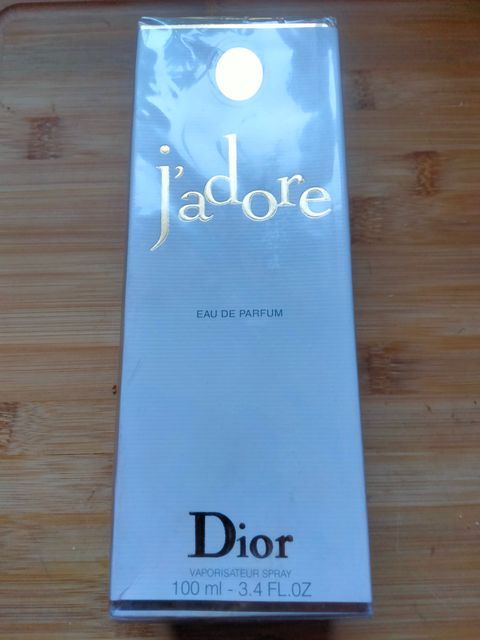 j'adore
EAU DE PARFUM
Dior
VAPORISATEUR SPRAY
100 ml - 3.4 FL.OZ